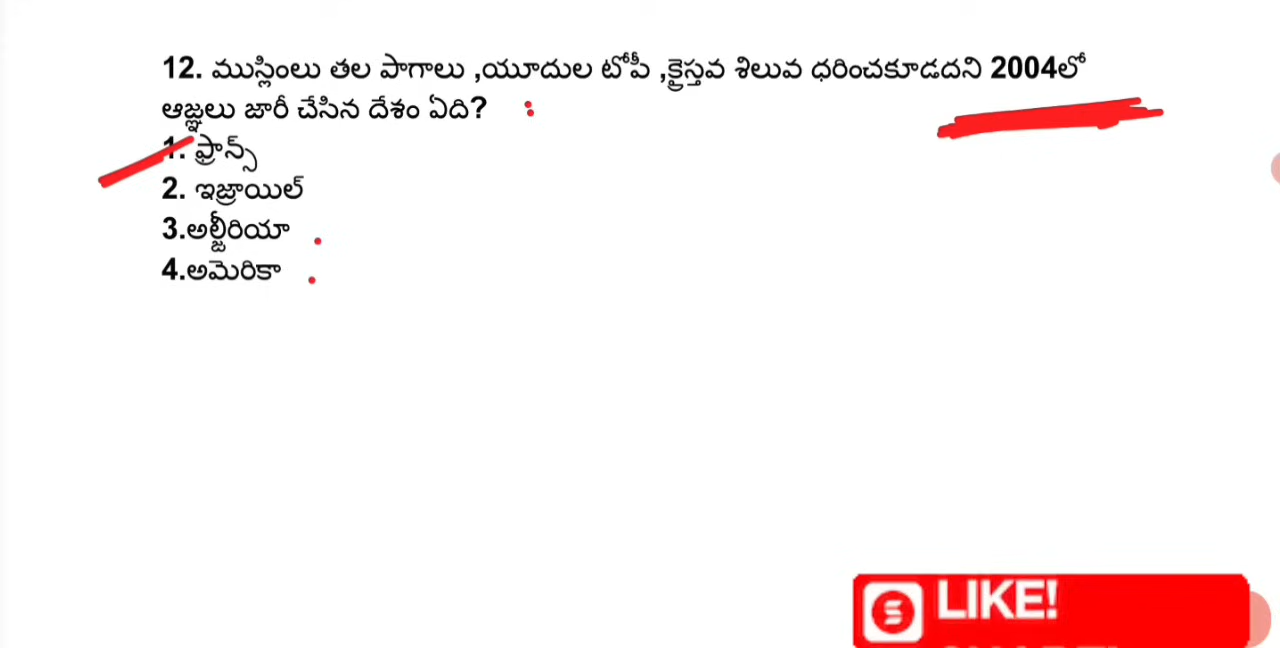 12. ముస్లింలు తల పాగాలు ,యూదుల టోపీ ,క్రైస్తవ శిలువ ధరించకూడదని 2004లో
ఆజ్ఞలు జారీ చేసిన దేశం ఏది?
1. ఫ్రాన్స్
2. ఇజ్రాయిల్
3.అల్జీరియా
4.అమెరికా
LIKE!